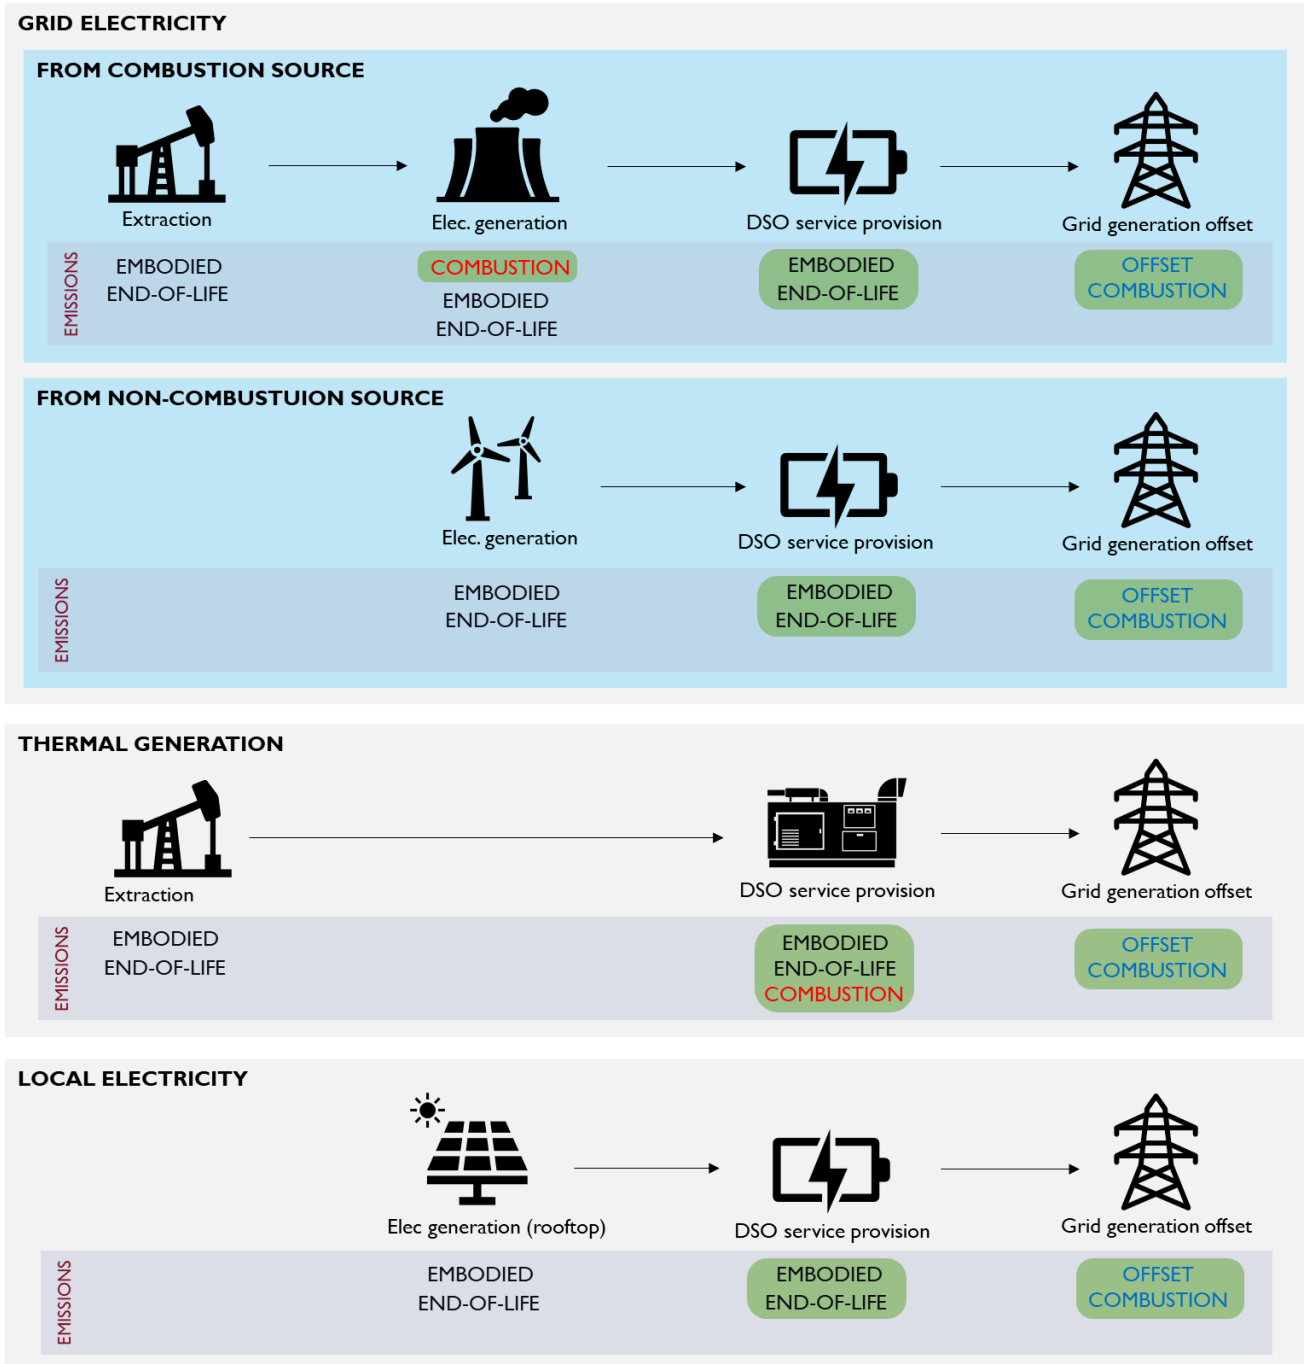 GRID ELECTRICITY
FROM COMBUSTION SOURCE
Extraction
Elec. generation
DSO service provision
Grid generation offset
EMISSIONS
EMBODIED
END-OF-LIFE
COMBUSTION
EMBODIED
END-OF-LIFE
EMBODIED
END-OF-LIFE
OFFSET
COMBUSTION
FROM NON-COMBUSTUION SOURCE
Elec. generation
DSO service provision
Grid generation offset
EMISSIONS
EMBODIED
END-OF-LIFE
EMBODIED
END-OF-LIFE
OFFSET
COMBUSTION
THERMAL GENERATION
Extraction
DSO service provision
Grid generation offset
EMISSIONS
EMBODIED
END-OF-LIFE
EMBODIED
END-OF-LIFE
COMBUSTION
OFFSET
COMBUSTION
LOCAL ELECTRICITY
Elec generation (rooftop)
DSO service provision
Grid generation offset
EMISSIONS
EMBODIED
END-OF-LIFE
EMBODIED
END-OF-LIFE
OFFSET
COMBUSTION